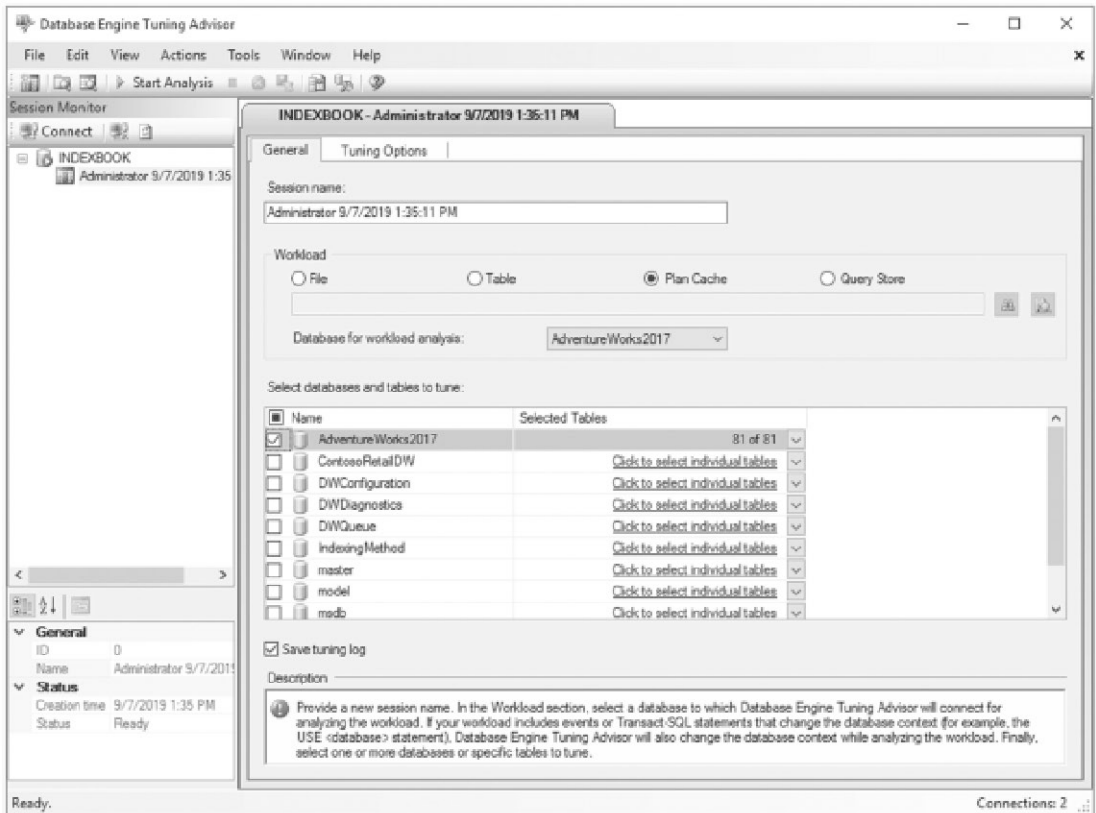 Database Engine Tuning Advisor
File Edit View Actions Tools Window Help
Start Analysis
Session Monitor
Connect
INDEXBOOK
Administrator 9/7/2019 1:35
General
ID 0
Name Administrator 9/7/2019
Status
Creation time 9/7/2019 1:35 PM
Status Ready
INDEXBOOK - Administrator 9/7/2019 1:35:11 PM
General Tuning Options
Session name:
Administrator 9/7/2019 1:35:11 PM
Workload
File Table Plan Cache Query Store
Database for workload analysis: AdventureWorks2017
Select databases and tables to tune:
Name Selected Tables
AdventureWorks2017 81 of 81
ContosoRetailDW Click to select individual tables
DWConfiguration Click to select individual tables
DWDiagnostics Click to select individual tables
DWQueue Click to select individual tables
IndexingMethod Click to select individual tables
master Click to select individual tables
model Click to select individual tables
msdb Click to select individual tables
Save tuning log
Description
Provide a new session name. In the Workload section, select a database to which Database Engine Tuning Advisor will connect for
analyzing the workload. If your workload includes events or Transact-SQL statements that change the database context (for example, the
USE <database> statement), Database Engine Tuning Advisor will also change the database context while analyzing the workload. Finally,
select one or more databases or specific tables to tune.
Ready. Connections: 2